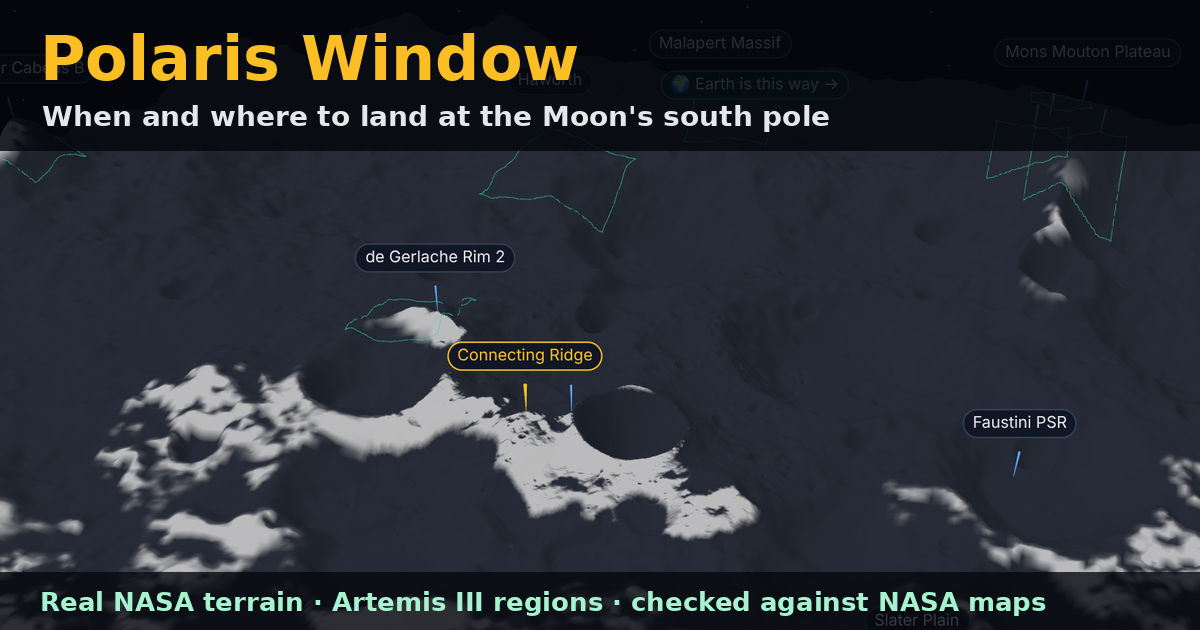 Polaris Window
When and where to land at the Moon's south pole
Malapert Massif
Mons Mouton Plateau
Haworth
Earth is this way →
de Gerlache Rim 2
Connecting Ridge
Faustini PSR
Real NASA terrain · Artemis III regions · checked against NASA maps
Slater Plain